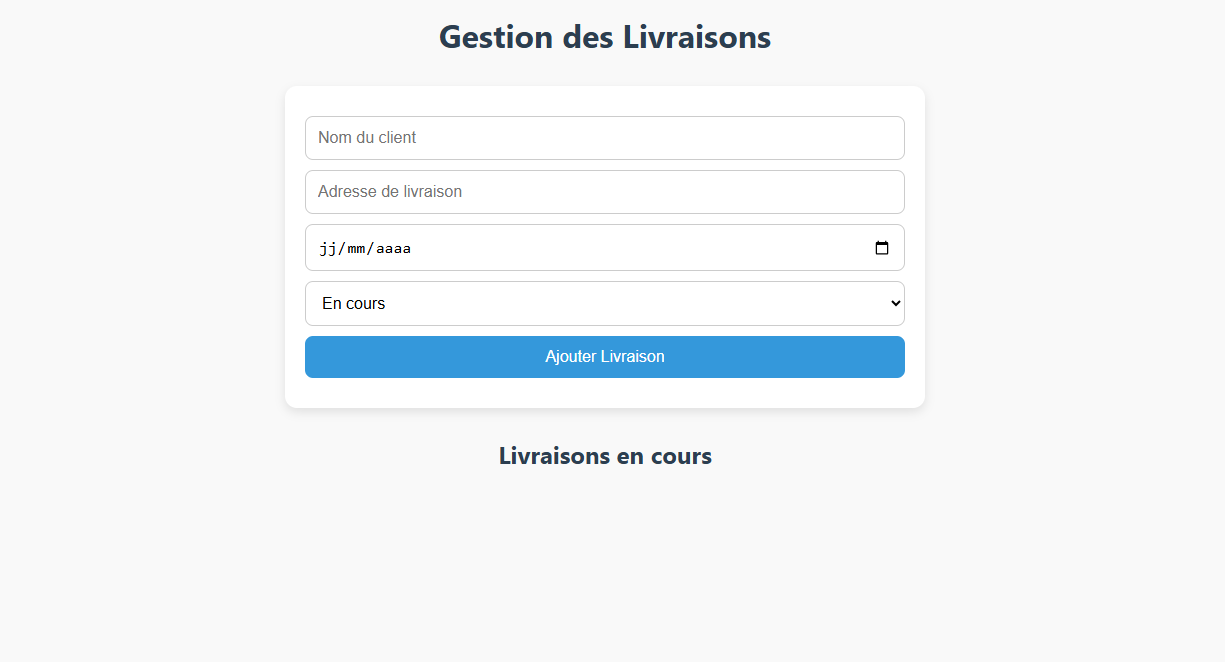 Gestion des Livraisons
Nom du client
Adresse de livraison
jj/mm/aaaa
En cours
Ajouter Livraison
Livraisons en cours